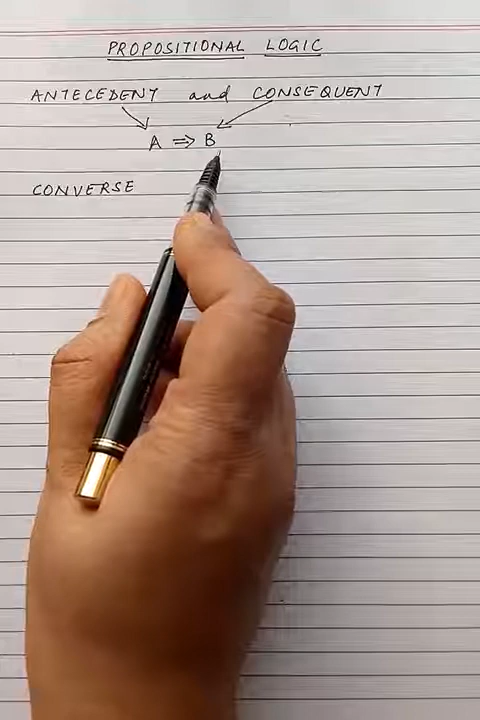 PROPOSITIONAL LOGIC
ANTECEDENT and CONSEQUENT
A ⇒ B
CONVERSE